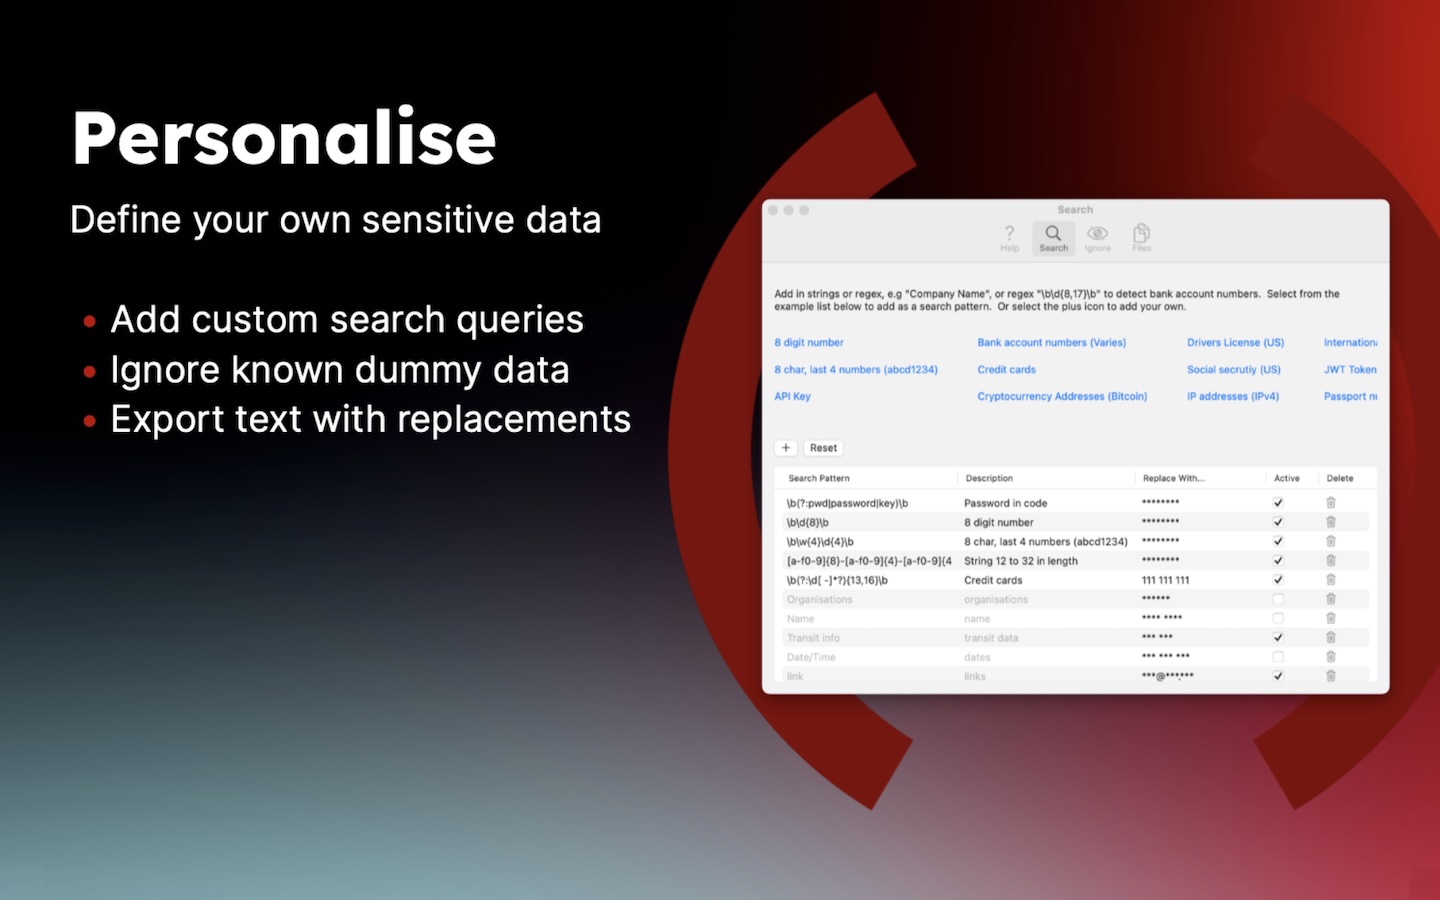 Personalise
Define your own sensitive data
Add custom search queries
Ignore known dummy data
Export text with replacements
Search
Help
Search
Ignore
Files
Add in strings or regex, e.g "Company Name", or regex "\b\d{8,17}\b" to detect bank account numbers. Select from the
example list below to add as a search pattern. Or select the plus icon to add your own.
8 digit number Bank account numbers (Varies) Drivers License (US)
8 char, last 4 numbers (abcd1234) Credit cards Social secrutiy (US) JWT Token
API Key Cryptocurrency Addresses (Bitcoin) IP addresses (IPv4) Passport
+ Reset
Search Pattern Description Replace With... Active Delete
\b(?:pwd|password|key)\b Password in code ********
\b\d{8}\b 8 digit number ********
\b\w{4}\d{4}\b 8 char, last 4 numbers (abcd1234) ********
[a-f0-9]{8}-[a-f0-9]{4}-[a-f0-9]{4 String 12 to 32 in length ********
\b(?:\d[ -]*?){13,16}\b Credit cards 111 111 111
Organisations organisations ******
Name name **** ****
Transit info transit data *** ***
Date/Time dates *** *** ***
link links ***@***.***